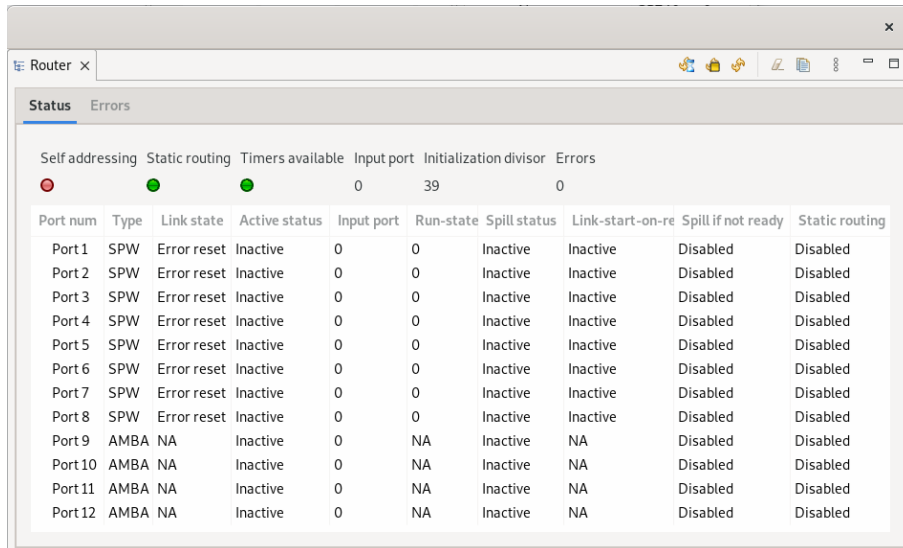 Router
Status Errors
Self addressing Static routing Timers available Input port Initialization divisor Errors
0 39 0
Port num Type Link state Active status Input port Run-state Spill status Link-start-on-re Spill if not ready Static routing
Port 1 SPW Error reset Inactive 0 0 Inactive Inactive Disabled Disabled
Port 2 SPW Error reset Inactive 0 0 Inactive Inactive Disabled Disabled
Port 3 SPW Error reset Inactive 0 0 Inactive Inactive Disabled Disabled
Port 4 SPW Error reset Inactive 0 0 Inactive Inactive Disabled Disabled
Port 5 SPW Error reset Inactive 0 0 Inactive Inactive Disabled Disabled
Port 6 SPW Error reset Inactive 0 0 Inactive Inactive Disabled Disabled
Port 7 SPW Error reset Inactive 0 0 Inactive Inactive Disabled Disabled
Port 8 SPW Error reset Inactive 0 0 Inactive Inactive Disabled Disabled
Port 9 AMBA NA Inactive 0 NA Inactive NA Disabled Disabled
Port 10 AMBA NA Inactive 0 NA Inactive NA Disabled Disabled
Port 11 AMBA NA Inactive 0 NA Inactive NA Disabled Disabled
Port 12 AMBA NA Inactive 0 NA Inactive NA Disabled Disabled